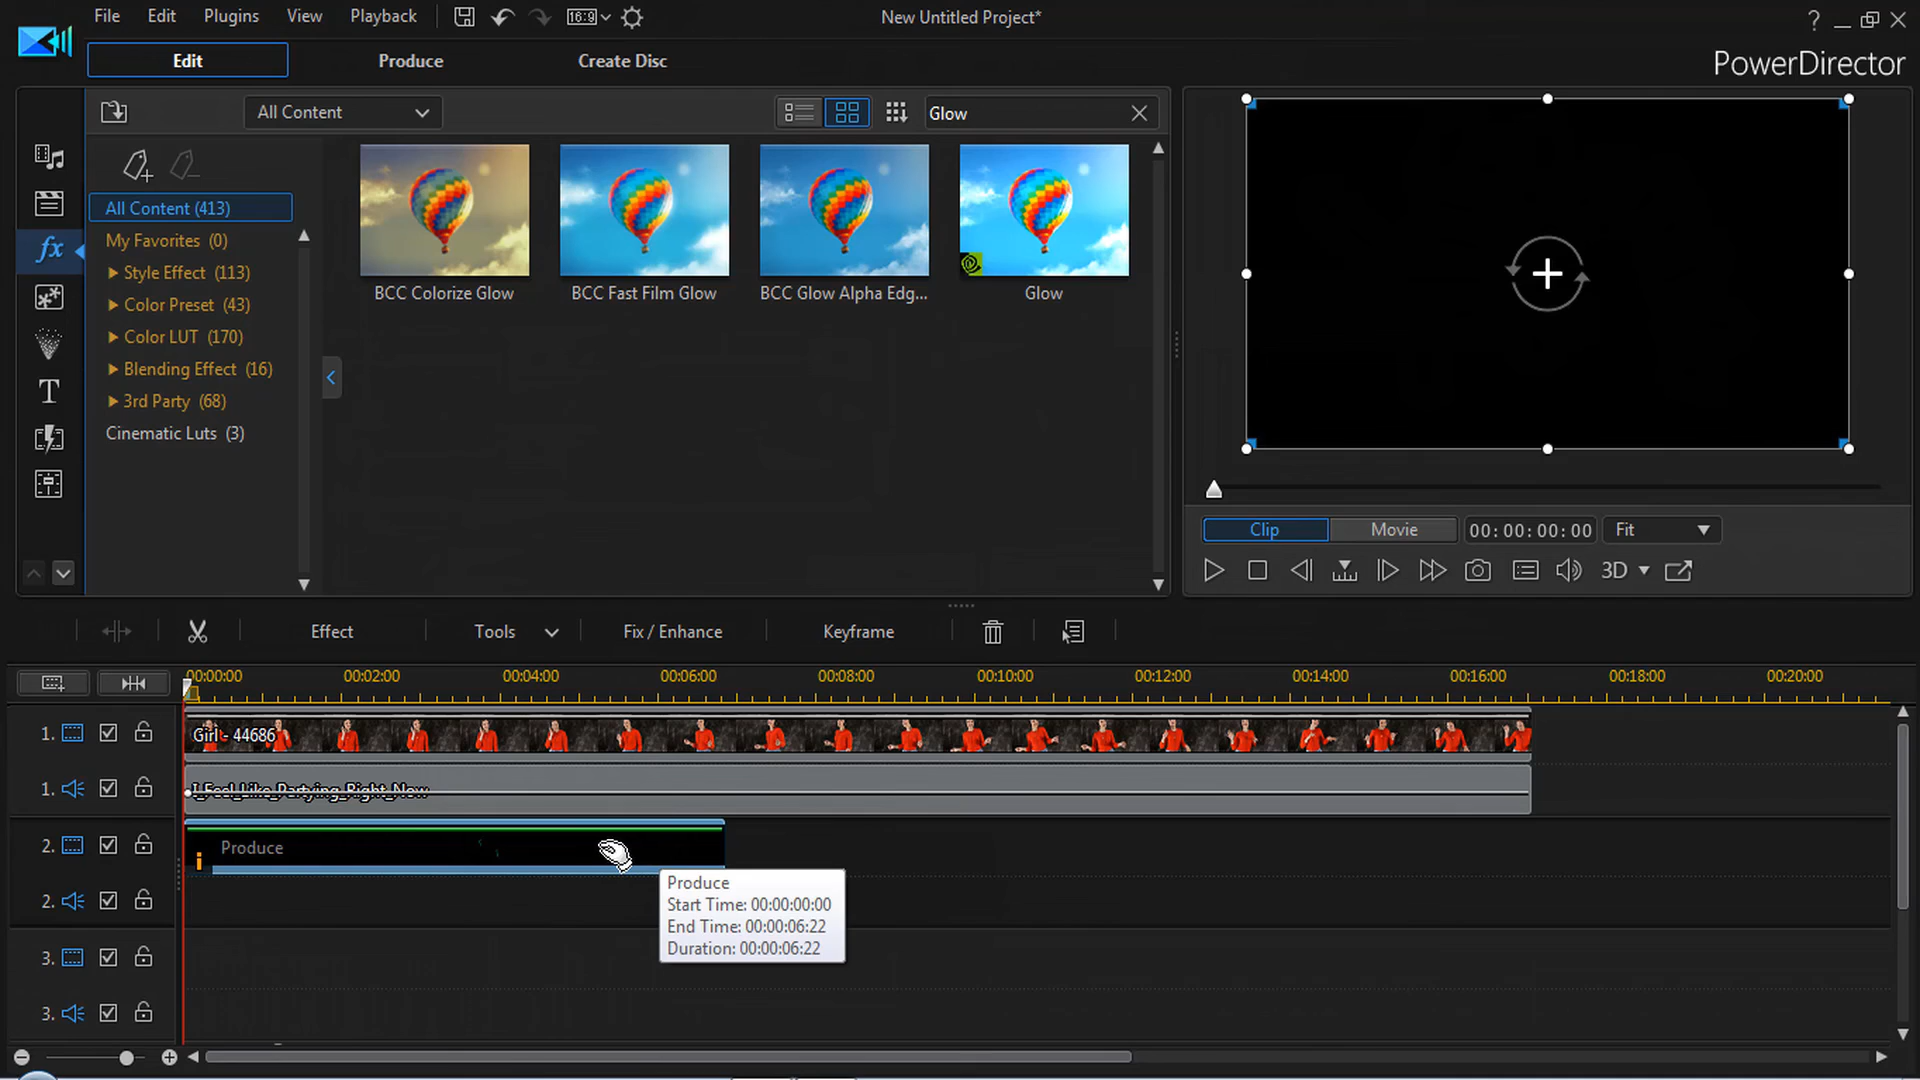 File Edit Plugins View Playback 16:9 New Untitled Project* ?
Edit Produce Create Disc PowerDirector
All Content Glow
All Content (413)
My Favorites (0)
Style Effect (113)
Color Preset (43)
Color LUT (170)
Blending Effect (16)
3rd Party (68)
Cinematic Luts (3)
fx
T
BCC Colorize Glow BCC Fast Film Glow BCC Glow Alpha Edg... Glow
Clip Movie 00:00:00:00 Fit
3D
Effect Tools Fix / Enhance Keyframe
00:00:00 00:02:00 00:04:00 00:06:00 00:08:00 00:10:00 00:12:00 00:14:00 00:16:00 00:18:00 00:20:00
1. Girl - 44686
1. I_Feel_Like_Partying_Right_Now
2. i Produce
2.
3.
3.
Produce
Start Time: 00:00:00:00
End Time: 00:00:06:22
Duration: 00:00:06:22